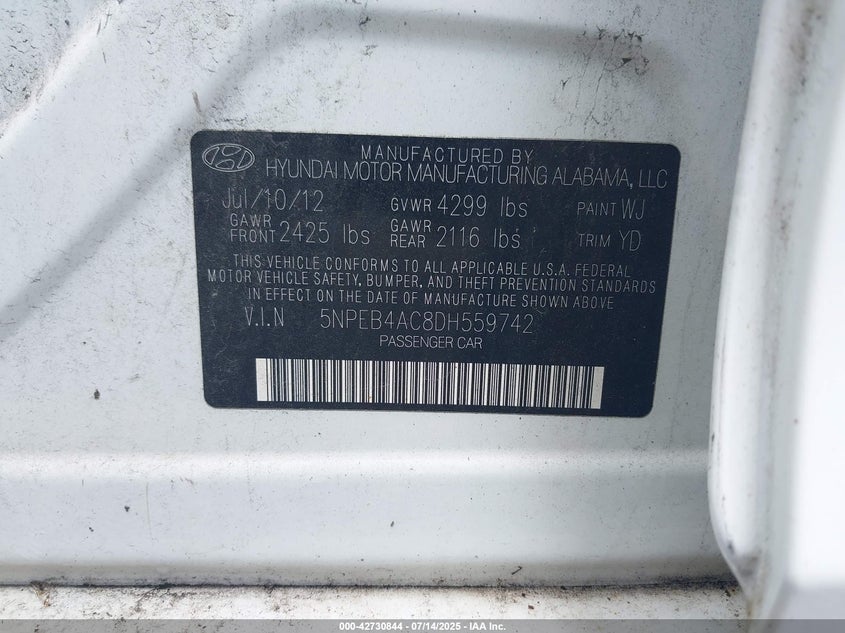 MANUFACTURED BY
HYUNDAI MOTOR MANUFACTURING ALABAMA, LLC
Jul/10/12 GVWR 4299 lbs PAINT WJ
GAWR FRONT 2425 lbs GAWR REAR 2116 lbs TRIM YD
THIS VEHICLE CONFORMS TO ALL APPLICABLE U.S.A. FEDERAL
MOTOR VEHICLE SAFETY, BUMPER, AND THEFT PREVENTION STANDARDS
IN EFFECT ON THE DATE OF MANUFACTURE SHOWN ABOVE
V.I.N 5NPEB4AC8DH559742
PASSENGER CAR
000-42730844 - 07/14/2025 - IAA Inc.